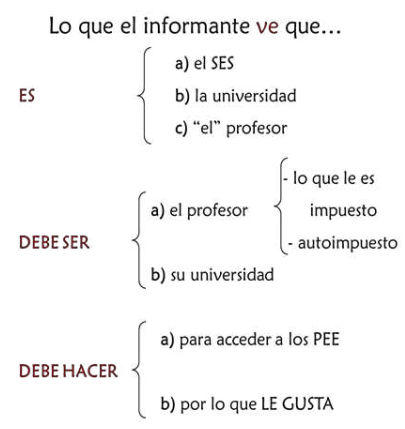 Lo que el informante ve que...
ES
a) el SES
b) la universidad
c) “el” profesor
DEBE SER
a) el profesor
- lo que le es
impuesto
- autoimpuesto
b) su universidad
DEBE HACER
a) para acceder a los PEE
b) por lo que LE GUSTA